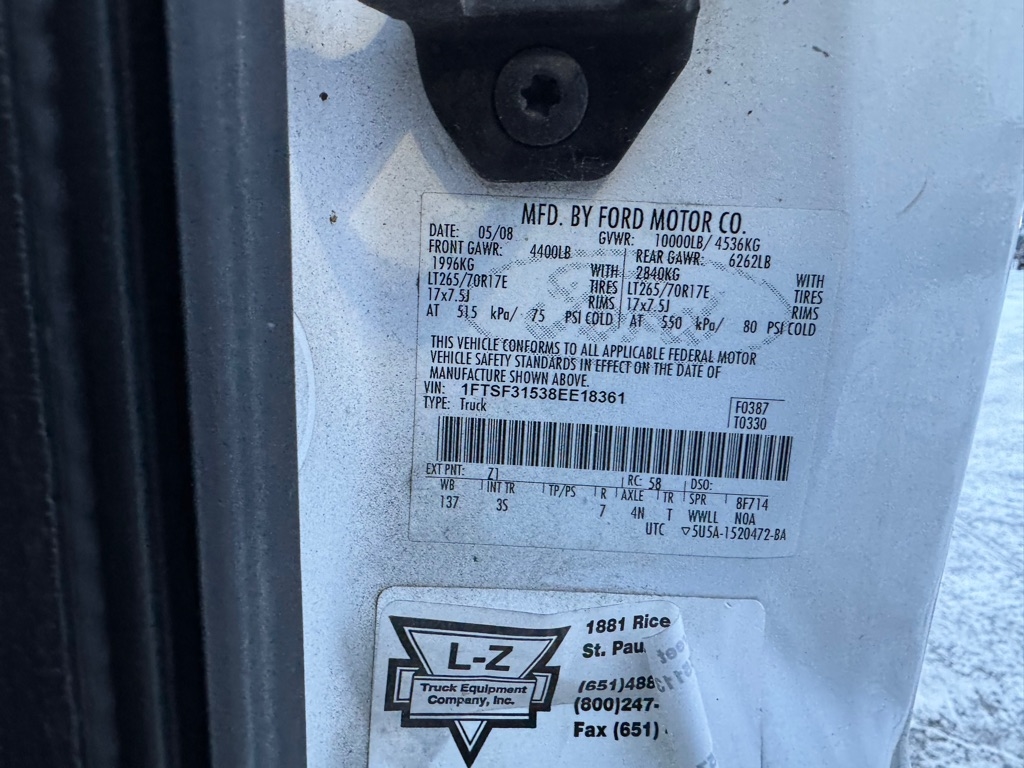 MFD. BY FORD MOTOR CO.
DATE: 05/08 GVWR: 10000LB/ 4536KG
FRONT GAWR: 4400LB REAR GAWR: 6262LB
1996KG WITH 2840KG WITH
LT265/70R17E TIRES LT265/70R17E TIRES
17x7.5J RIMS 17x7.5J RIMS
AT 515 kPa/ 75 PSI COLD AT 550 kPa/ 80 PSI COLD
THIS VEHICLE CONFORMS TO ALL APPLICABLE FEDERAL MOTOR
VEHICLE SAFETY STANDARDS IN EFFECT ON THE DATE OF
MANUFACTURE SHOWN ABOVE.
VIN: 1FTSF31538EE18361
TYPE: Truck
F0387
T0330
EXT PNT: Z1 RC: 58 DSO:
WB INT TR TP/PS R AXLE TR SPR 8F714
137 3S 7 4N T WWLL N0A
UTC ▽5U5A-1520472-BA
L-Z
Truck Equipment
Company, Inc.
1881 Rice
St. Pau
(651)488
(800)247-
Fax (651)